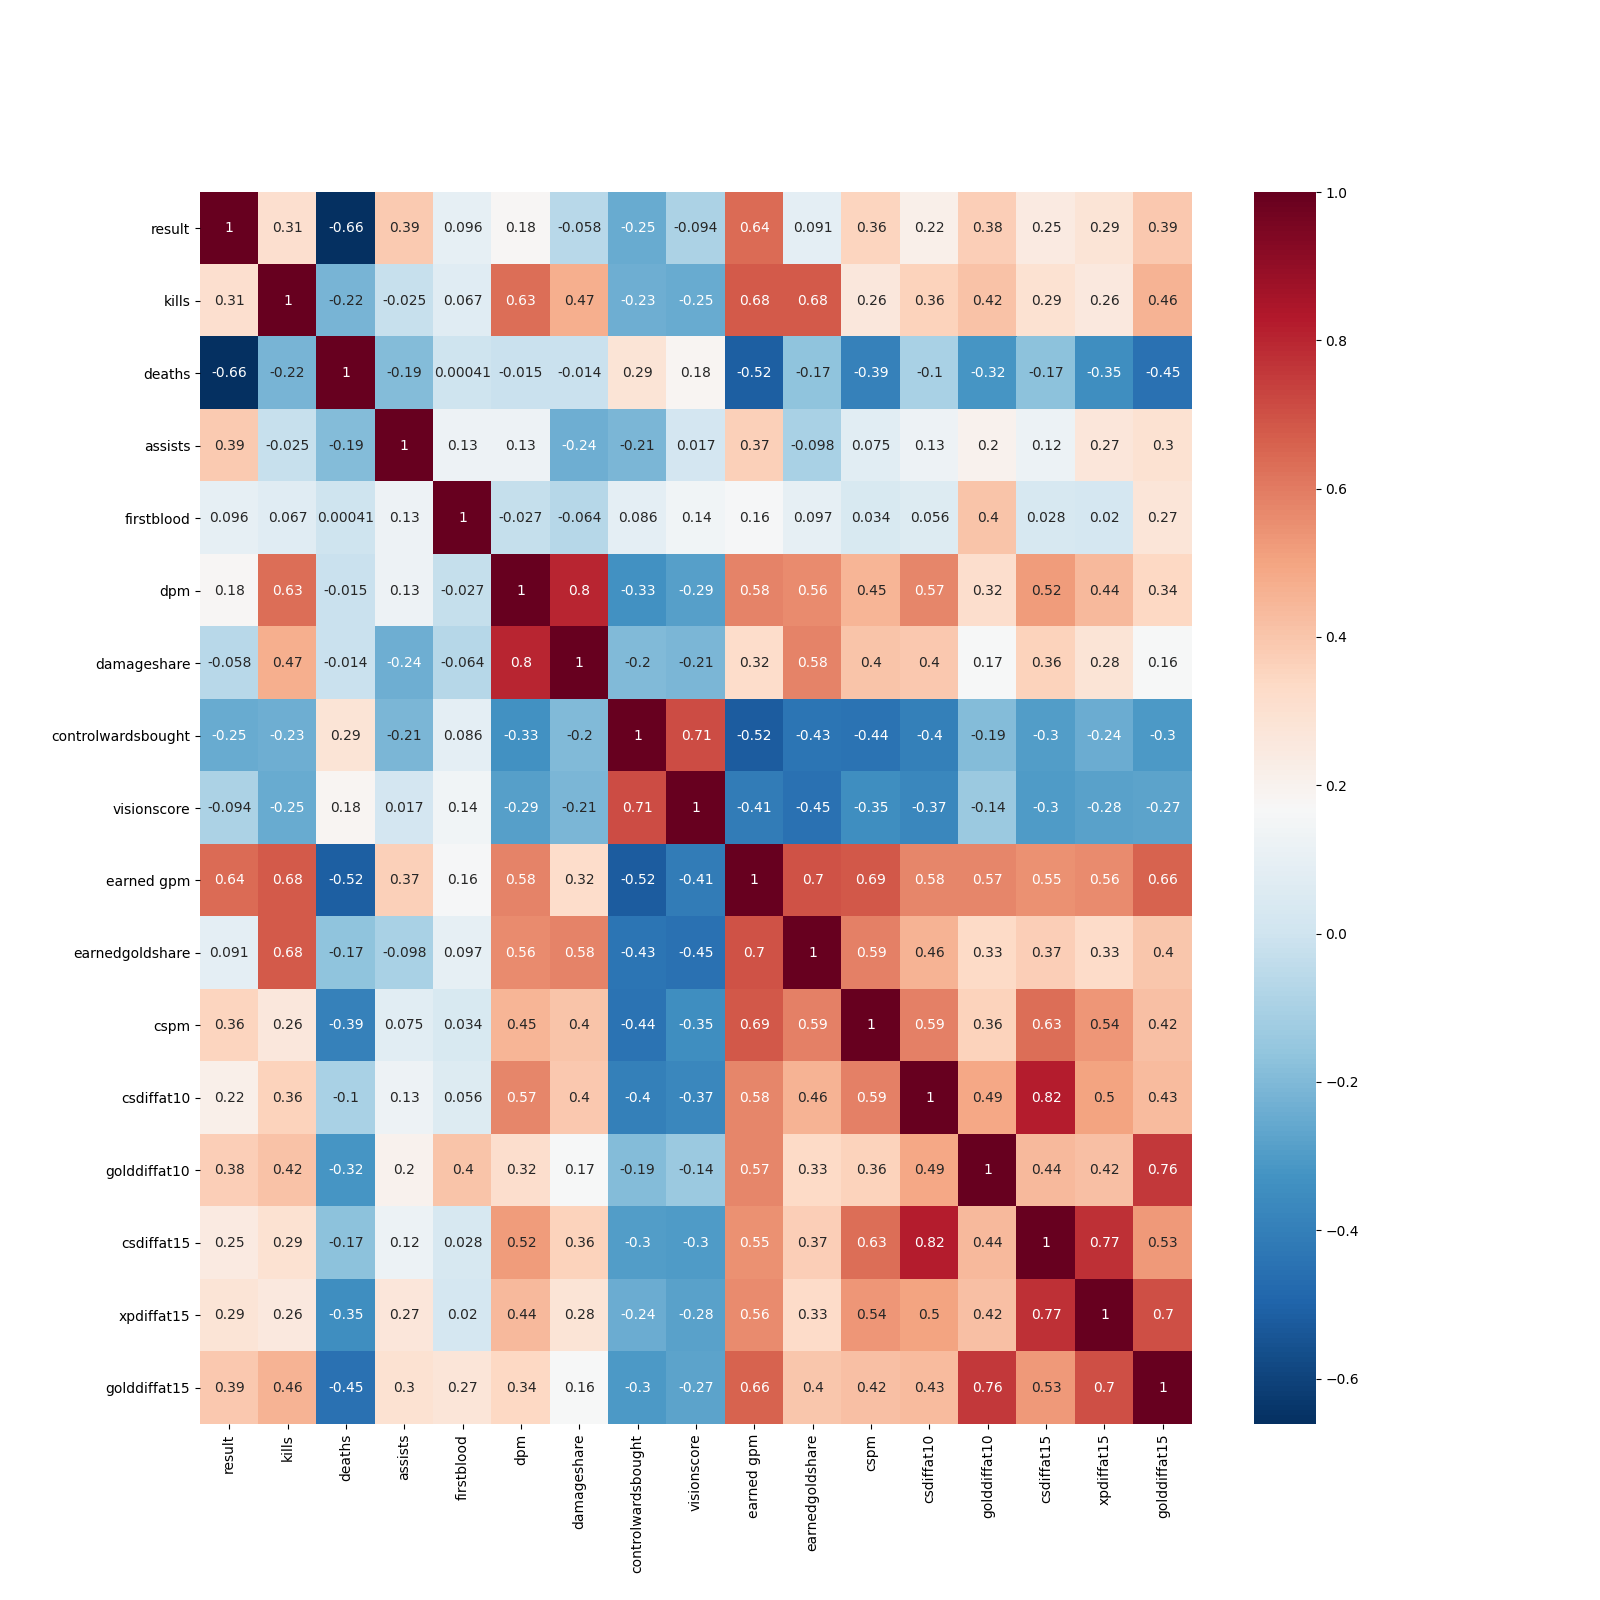 1.0
result 1 0.31 -0.66 0.39 0.096 0.18 -0.058 -0.25 -0.094 0.64 0.091 0.36 0.22 0.38 0.25 0.29 0.39
kills 0.31 1 -0.22 -0.025 0.067 0.63 0.47 -0.23 -0.25 0.68 0.68 0.26 0.36 0.42 0.29 0.26 0.46
0.8
deaths -0.66 -0.22 1 -0.19 0.00041 -0.015 -0.014 0.29 0.18 -0.52 -0.17 -0.39 -0.1 -0.32 -0.17 -0.35 -0.45
assists 0.39 -0.025 -0.19 1 0.13 0.13 -0.24 -0.21 0.017 0.37 -0.098 0.075 0.13 0.2 0.12 0.27 0.3
0.6
firstblood 0.096 0.067 0.00041 0.13 1 -0.027 -0.064 0.086 0.14 0.16 0.097 0.034 0.056 0.4 0.028 0.02 0.27
dpm 0.18 0.63 -0.015 0.13 -0.027 1 0.8 -0.33 -0.29 0.58 0.56 0.45 0.57 0.32 0.52 0.44 0.34
0.4
damageshare -0.058 0.47 -0.014 -0.24 -0.064 0.8 1 -0.2 -0.21 0.32 0.58 0.4 0.4 0.17 0.36 0.28 0.16
controlwardsbought -0.25 -0.23 0.29 -0.21 0.086 -0.33 -0.2 1 0.71 -0.52 -0.43 -0.44 -0.4 -0.19 -0.3 -0.24 -0.3
0.2
visionscore -0.094 -0.25 0.18 0.017 0.14 -0.29 -0.21 0.71 1 -0.41 -0.45 -0.35 -0.37 -0.14 -0.3 -0.28 -0.27
earned gpm 0.64 0.68 -0.52 0.37 0.16 0.58 0.32 -0.52 -0.41 1 0.7 0.69 0.58 0.57 0.55 0.56 0.66
0.0
earnedgoldshare 0.091 0.68 -0.17 -0.098 0.097 0.56 0.58 -0.43 -0.45 0.7 1 0.59 0.46 0.33 0.37 0.33 0.4
cspm 0.36 0.26 -0.39 0.075 0.034 0.45 0.4 -0.44 -0.35 0.69 0.59 1 0.59 0.36 0.63 0.54 0.42
−0.2
csdiffat10 0.22 0.36 -0.1 0.13 0.056 0.57 0.4 -0.4 -0.37 0.58 0.46 0.59 1 0.49 0.82 0.5 0.43
golddiffat10 0.38 0.42 -0.32 0.2 0.4 0.32 0.17 -0.19 -0.14 0.57 0.33 0.36 0.49 1 0.44 0.42 0.76
−0.4
csdiffat15 0.25 0.29 -0.17 0.12 0.028 0.52 0.36 -0.3 -0.3 0.55 0.37 0.63 0.82 0.44 1 0.77 0.53
xpdiffat15 0.29 0.26 -0.35 0.27 0.02 0.44 0.28 -0.24 -0.28 0.56 0.33 0.54 0.5 0.42 0.77 1 0.7
−0.6
golddiffat15 0.39 0.46 -0.45 0.3 0.27 0.34 0.16 -0.3 -0.27 0.66 0.4 0.42 0.43 0.76 0.53 0.7 1
result
kills
deaths
assists
firstblood
dpm
damageshare
controlwardsbought
visionscore
earned gpm
earnedgoldshare
cspm
csdiffat10
golddiffat10
csdiffat15
xpdiffat15
golddiffat15